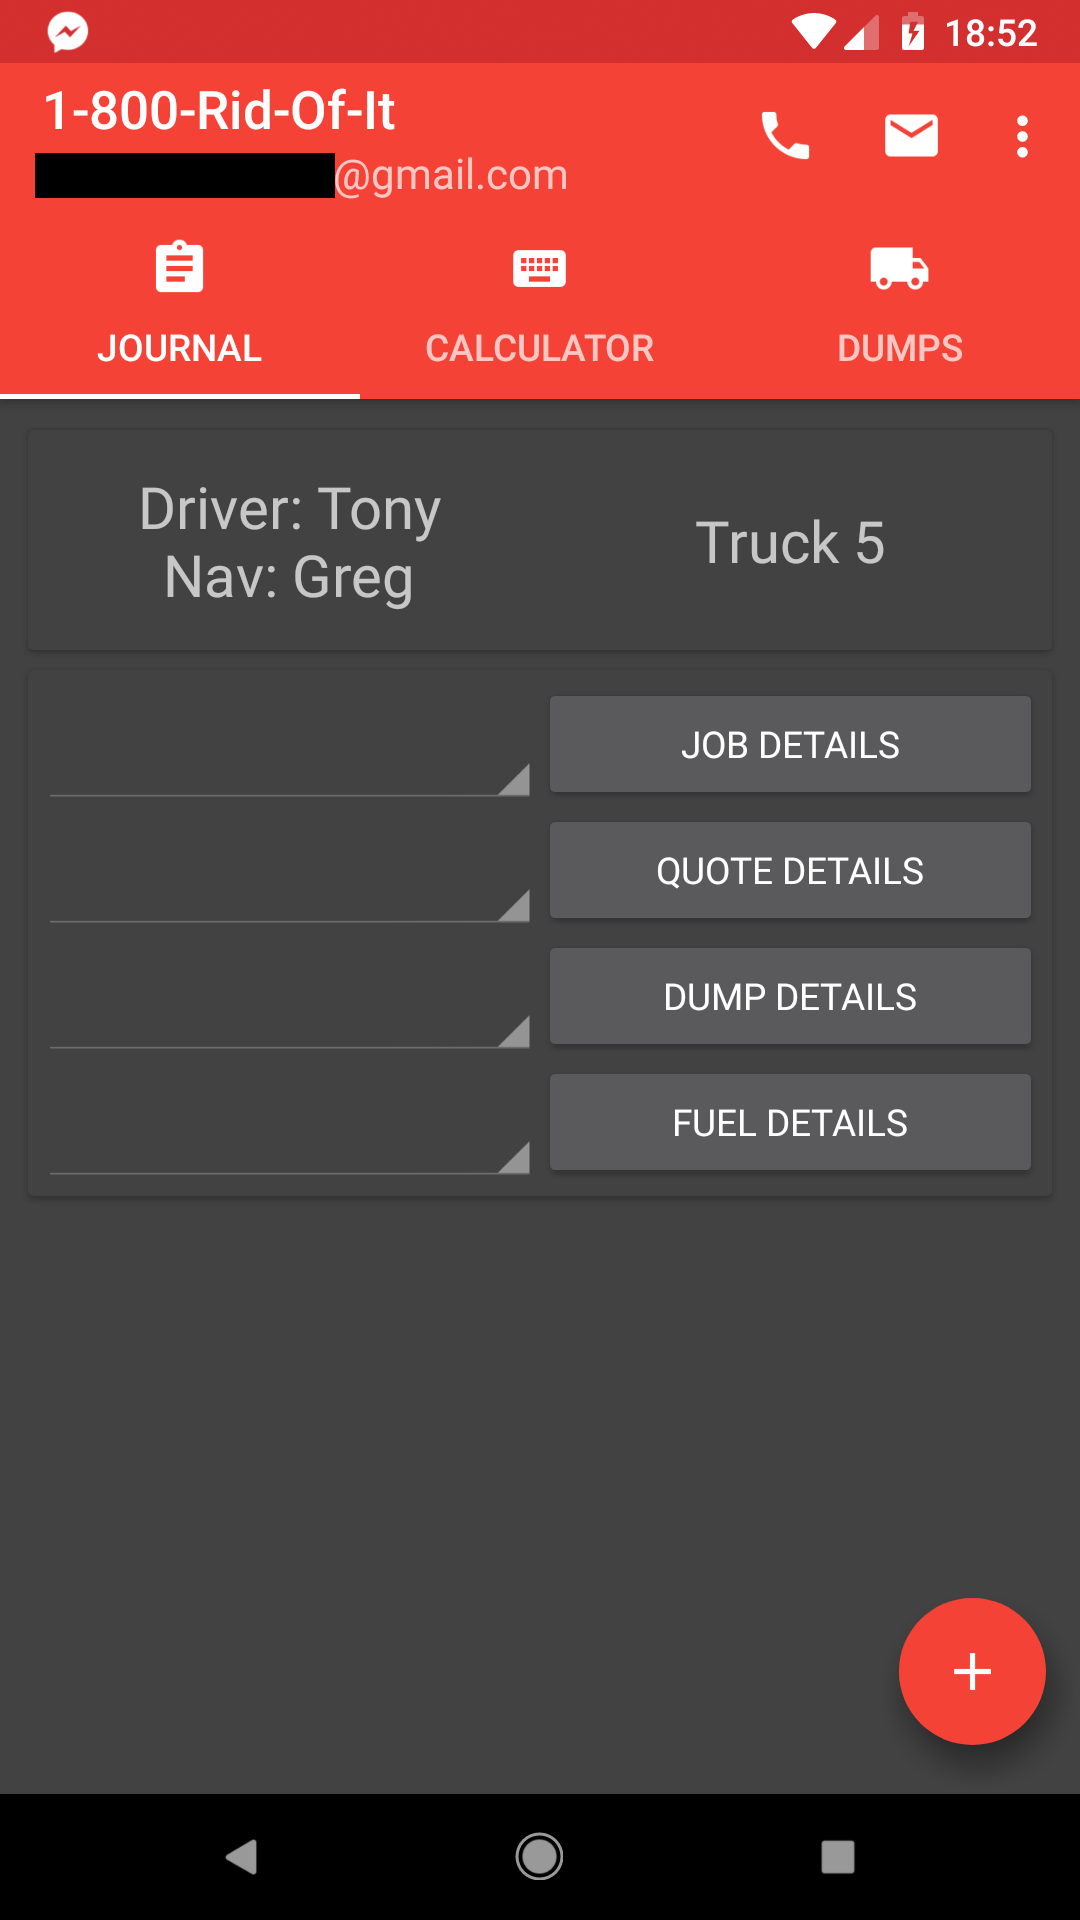 18:52
1-800-Rid-Of-It
@gmail.com
JOURNAL
CALCULATOR
DUMPS
Driver: Tony
Nav: Greg
Truck 5
JOB DETAILS
QUOTE DETAILS
DUMP DETAILS
FUEL DETAILS